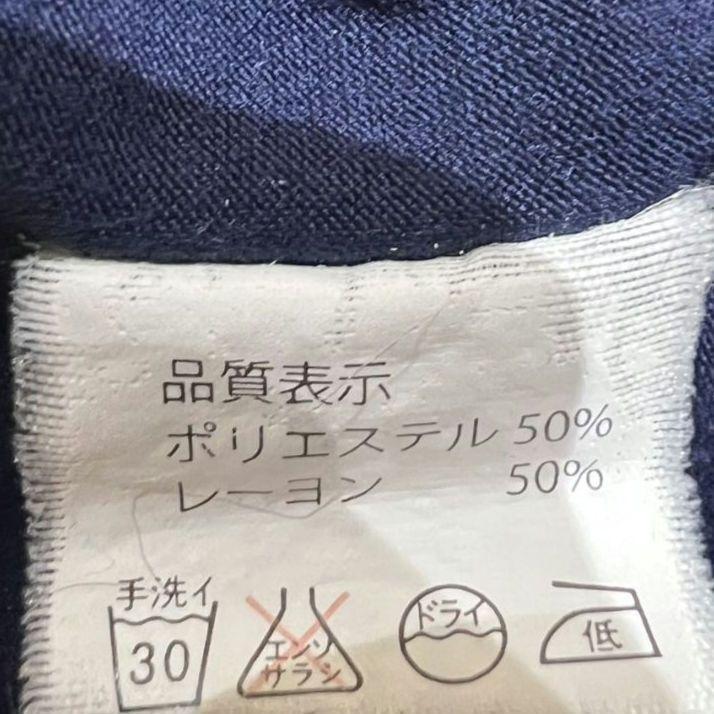 品質表示
ポリエステル 50%
レーヨン 50%
手洗イ
30
エンソ
サラシ
ドライ
低